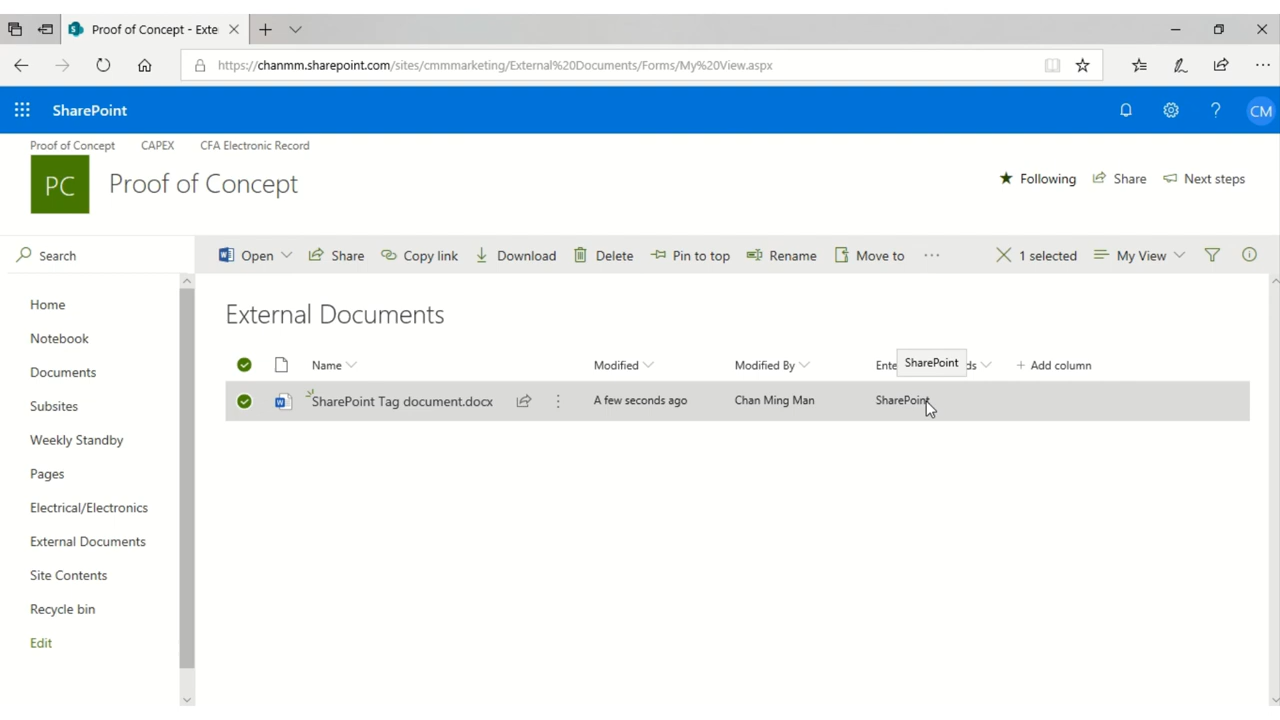 Proof of Concept - Exte
https://chanmm.sharepoint.com/sites/cmmmarketing/External%20Documents/Forms/My%20View.aspx
SharePoint ? CM
Proof of Concept CAPEX CFA Electronic Record
PC Proof of Concept Following Share Next steps
Search Open Share Copy link Download Delete Pin to top Rename Move to ··· 1 selected My View
Home
Notebook
Documents
Subsites
Weekly Standby
Pages
Electrical/Electronics
External Documents
Site Contents
Recycle bin
Edit
External Documents
Name Modified Modified By Ente SharePoint ds + Add column
SharePoint Tag document.docx A few seconds ago Chan Ming Man SharePoint